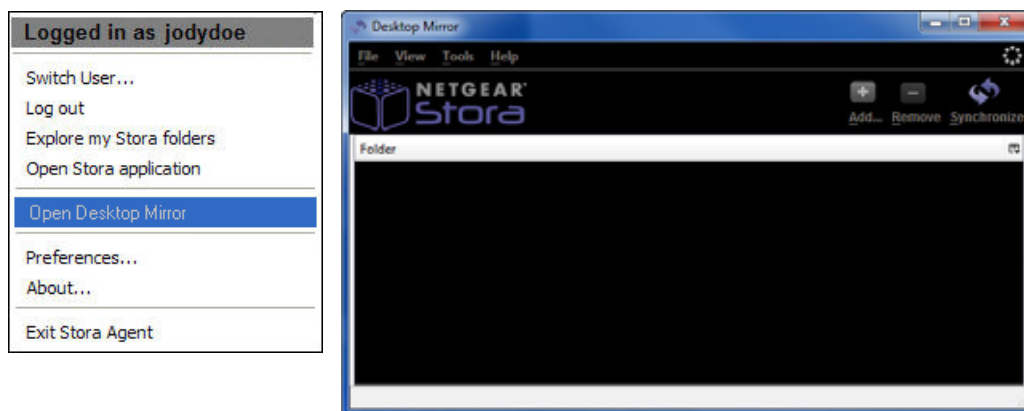 Logged in as jodydoe
Switch User...
Log out
Explore my Stora folders
Open Stora application
Open Desktop Mirror
Preferences...
About...
Exit Stora Agent
Desktop Mirror
File View Tools Help
NETGEAR
Stora
Add... Remove Synchronize
Folder